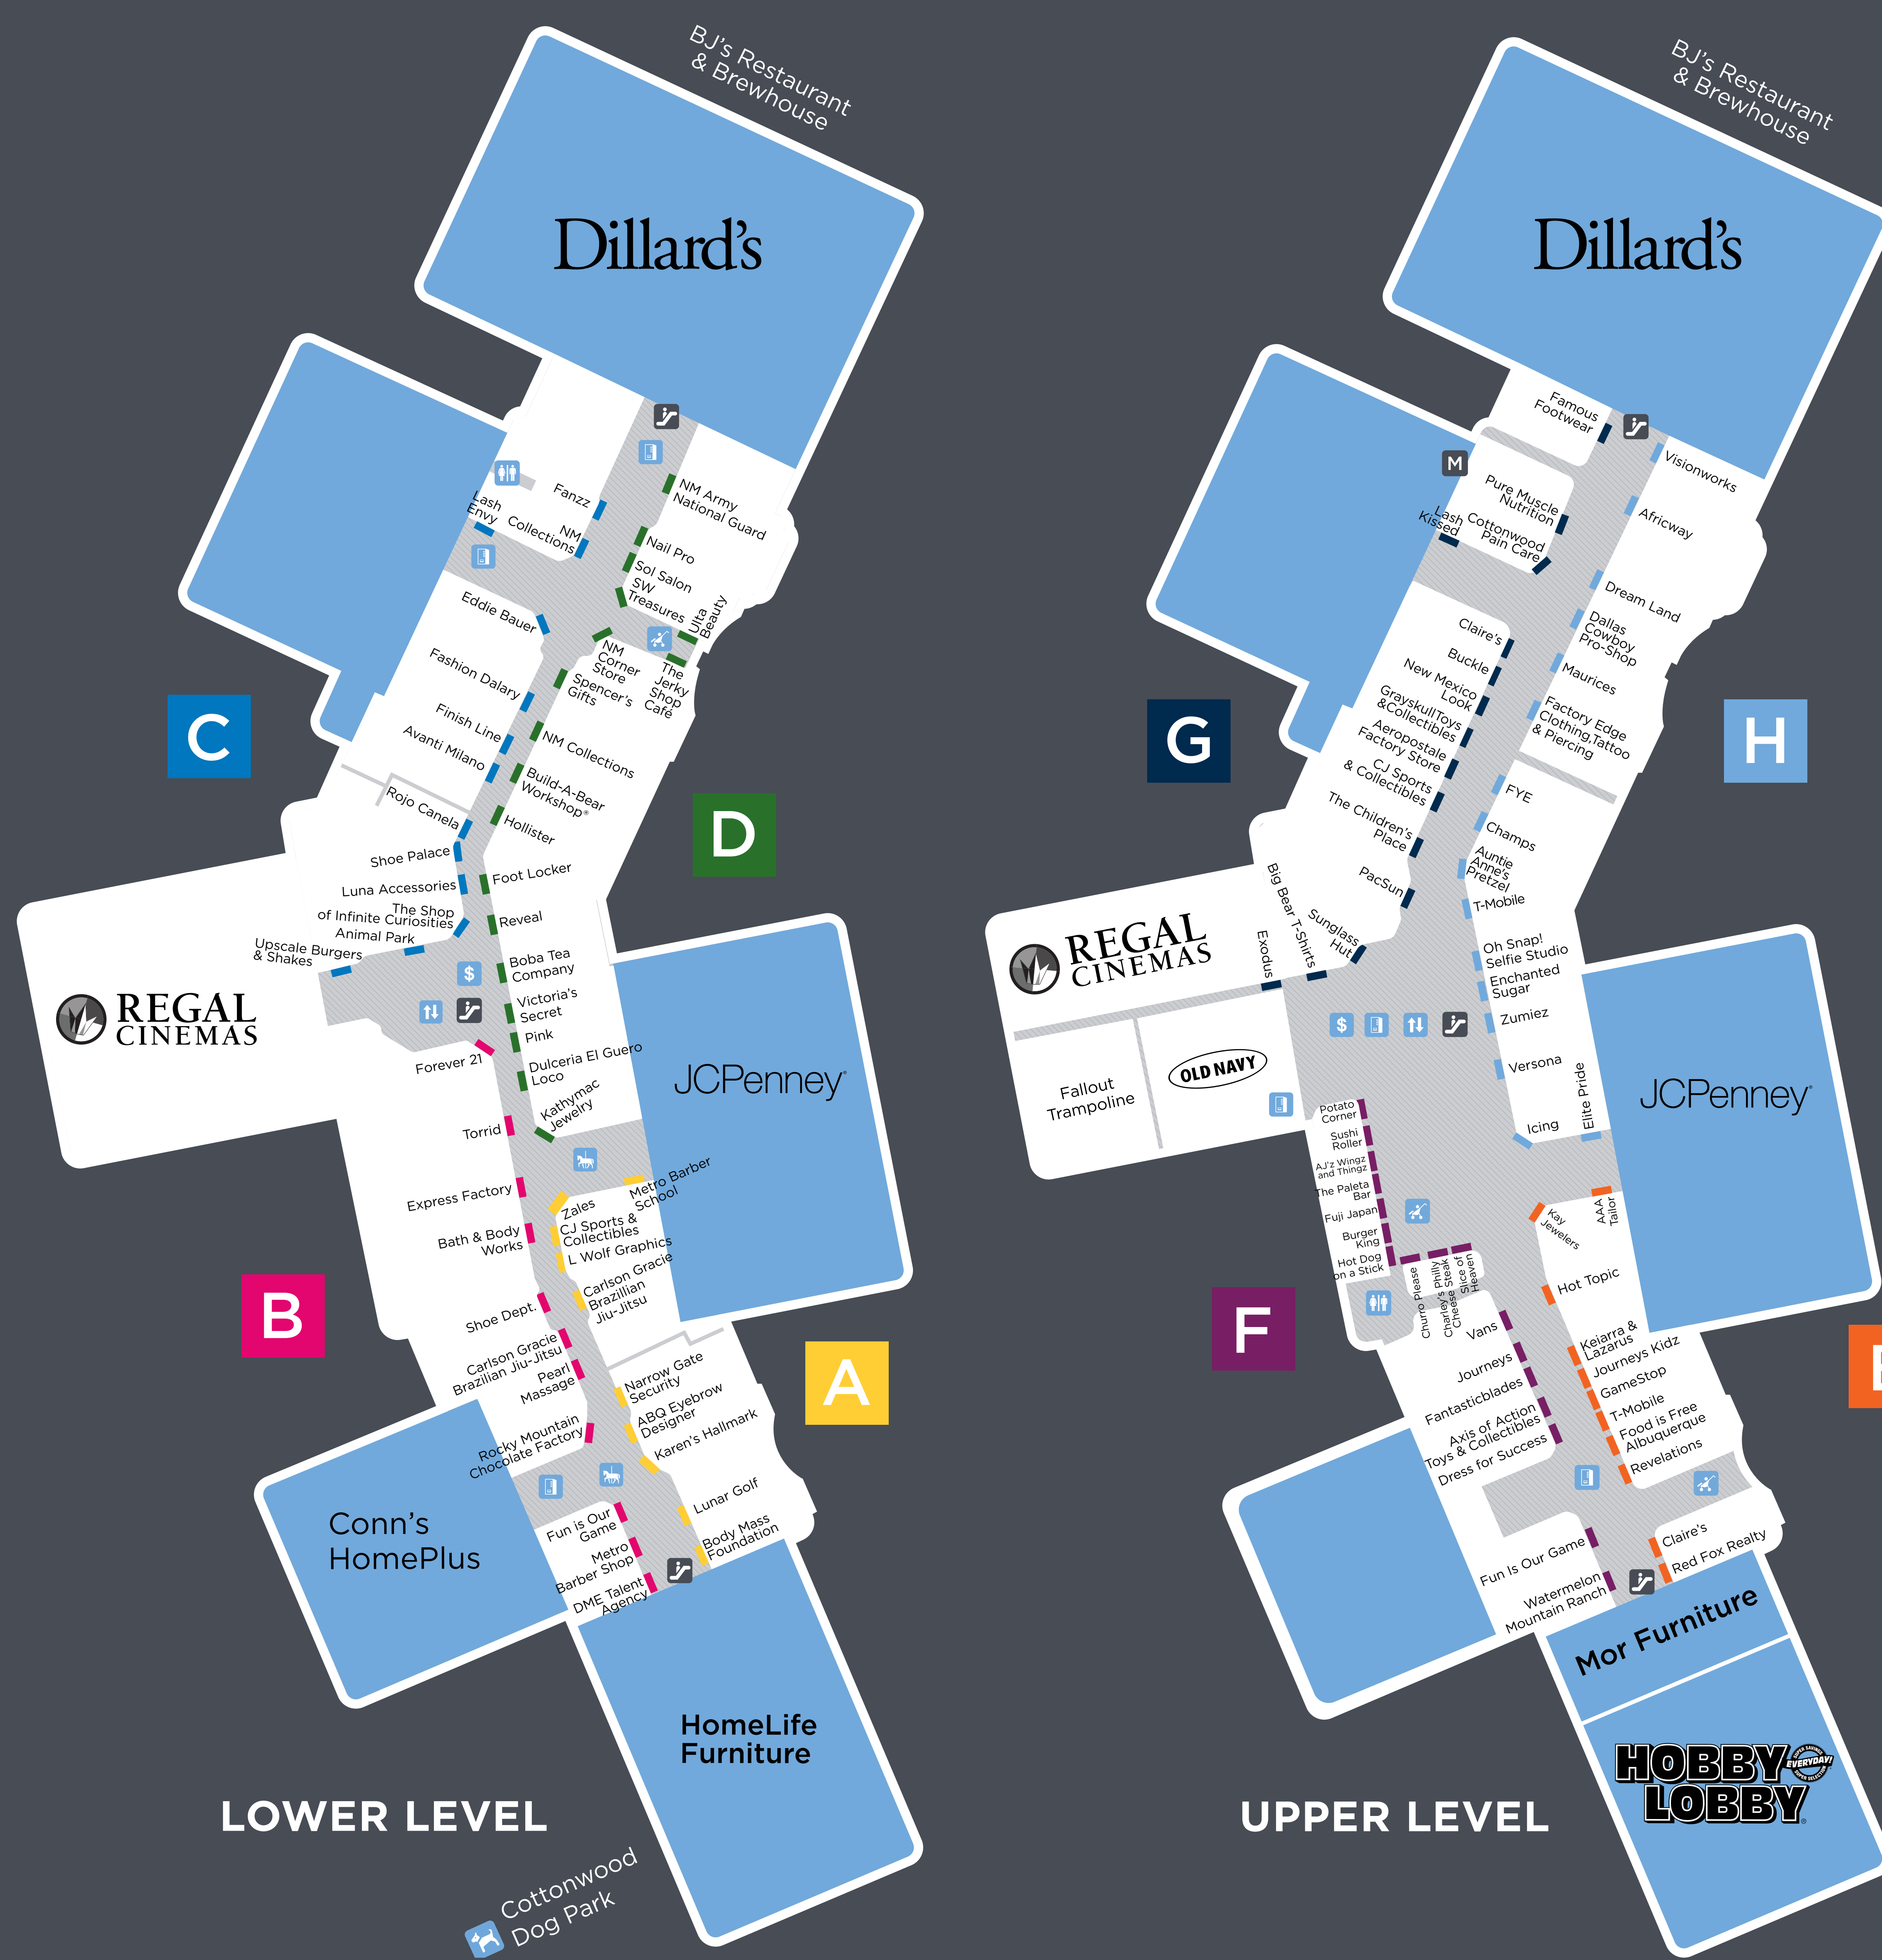 BJ's Restaurant
& Brewhouse
Dillard's
Fanzz
Lash
Envy
NM
Collections
NM Army
National Guard
Nail Pro
Sol Salon
SW
Treasures
Ulta
Beauty
Eddie Bauer
NM
Corner
Store
The
Jerky
Shop
Café
Fashion Dalary
Spencer's
Gifts
Finish Line
NM Collections
Avanti Milano
Build-A-Bear
Workshop®
Rojo Canela
Hollister
C
D
Shoe Palace
Foot Locker
Luna Accessories
Reveal
The Shop
of Infinite Curiosities
Animal Park
Upscale Burgers
& Shakes
Boba Tea
Company
$
REGAL
CINEMAS
Victoria's
Secret
Pink
Forever 21
Dulceria El Guero
Loco
Kathymac
Jewelry
JCPenney
Torrid
Metro Barber
School
Express Factory
Zales
CJ Sports &
Collectibles
Bath & Body
Works
L Wolf Graphics
Carlson Gracie
Brazillian
Jiu-Jitsu
B
A
Shoe Dept.
Carlson Gracie
Brazilian Jiu-Jitsu
Pearl
Massage
Narrow Gate
Security
ABQ Eyebrow
Designer
Karen's Hallmark
Rocky Mountain
Chocolate Factory
Lunar Golf
Body Mass
Foundation
Fun is Our
Game
Metro
Barber Shop
DME Talent
Agency
Conn's
HomePlus
HomeLife
Furniture
LOWER LEVEL
Cottonwood
Dog Park
BJ's Restaurant
& Brewhouse
Dillard's
Famous
Footwear
Visionworks
M
Pure Muscle
Nutrition
Africway
Lash
Kissed
Cottonwood
Pain Care
Dream Land
Claire's
Dallas
Cowboy
Pro-Shop
Buckle
Maurices
New Mexico
Look
GrayskullToys
&Collectibles
Factory Edge
Clothing,Tattoo
& Piercing
Aeropostale
Factory Store
CJ Sports
& Collectibles
FYE
The Children's
Place
Champs
G
H
PacSun
Auntie
Anne's
Pretzel
T-Mobile
Big Bear T-Shirts
Sunglass
Hut
Exodus
Oh Snap!
Selfie Studio
Enchanted
Sugar
REGAL
CINEMAS
$
Zumiez
Fallout
Trampoline
OLD NAVY
Versona
Elite Pride
Icing
JCPenney
Potato
Corner
Sushi
Roller
AJ'z Wingz
and Thingz
The Paleta
Bar
Fuji Japan
Burger
King
Hot Dog
on a Stick
Churro Please
Charley's Philly
Cheese Steak
Slice of
Heaven
Kay
Jewelers
AAA
Tailor
Hot Topic
F
Vans
Keiarra &
Lazarus
Journeys
Journeys Kidz
Fantasticblades
GameStop
Axis of Action
Toys & Collectibles
T-Mobile
Dress for Success
Food is Free
Albuquerque
Revelations
Fun Is Our Game
Claire's
Red Fox Realty
Watermelon
Mountain Ranch
Mor Furniture
HOBBY
LOBBY
SUPER SAVINGS
EVERYDAY!
SUPER SELECTION
UPPER LEVEL